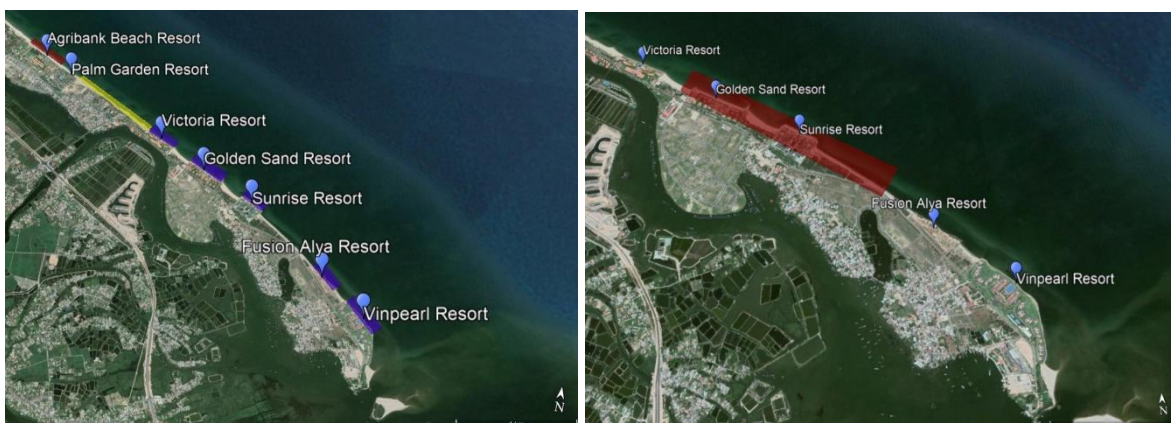 Agribank Beach Resort
Palm Garden Resort
Victoria Resort
Golden Sand Resort
Sunrise Resort
Fusion Alya Resort
Vinpearl Resort
N
Victoria Resort
Golden Sand Resort
Sunrise Resort
Fusion Alya Resort
Vinpearl Resort
N